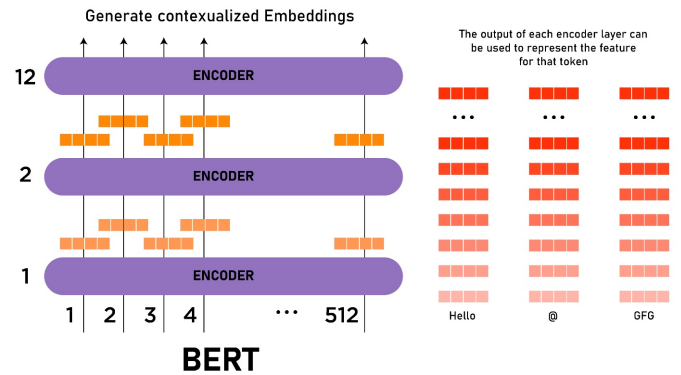 Generate contexualized Embeddings
12
ENCODER
2
ENCODER
1
ENCODER
1 2 3 4 ... 512
BERT
The output of each encoder layer can
be used to represent the feature
for that token
... ... ...
Hello @ GFG